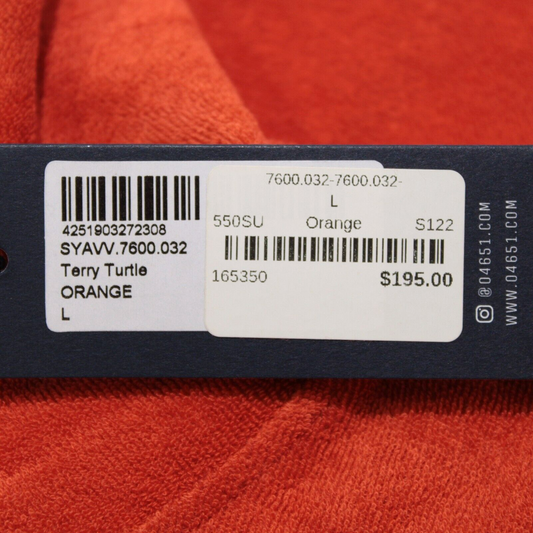 4251903272308
SYAVV.7600.032
Terry Turtle
ORANGE
L
7600.032-7600.032-
L
550SU Orange S122
165350 $195.00
@04651.COM
WWW.04651.COM